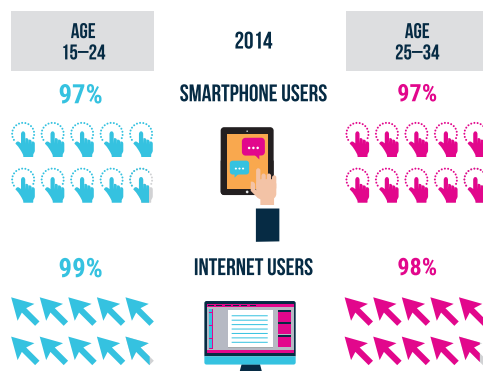 AGE
15–24
2014
AGE
25–34
97%
SMARTPHONE USERS
97%
99%
INTERNET USERS
98%